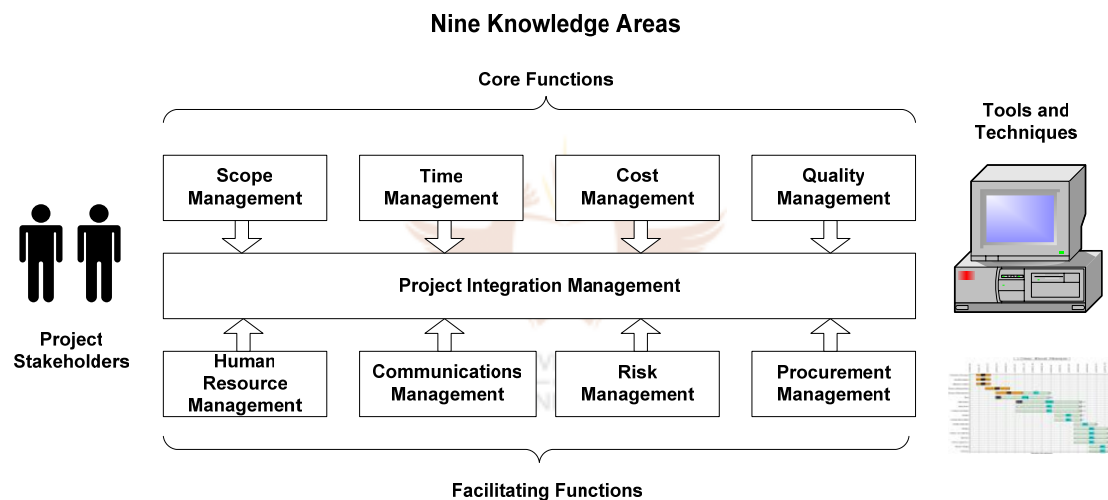 Nine Knowledge Areas
Core Functions
Tools and
Techniques
Scope
Management
Time
Management
Cost
Management
Quality
Management
Project Integration Management
Project
Stakeholders
Human
Resource
Management
Communications
Management
Risk
Management
Procurement
Management
Facilitating Functions